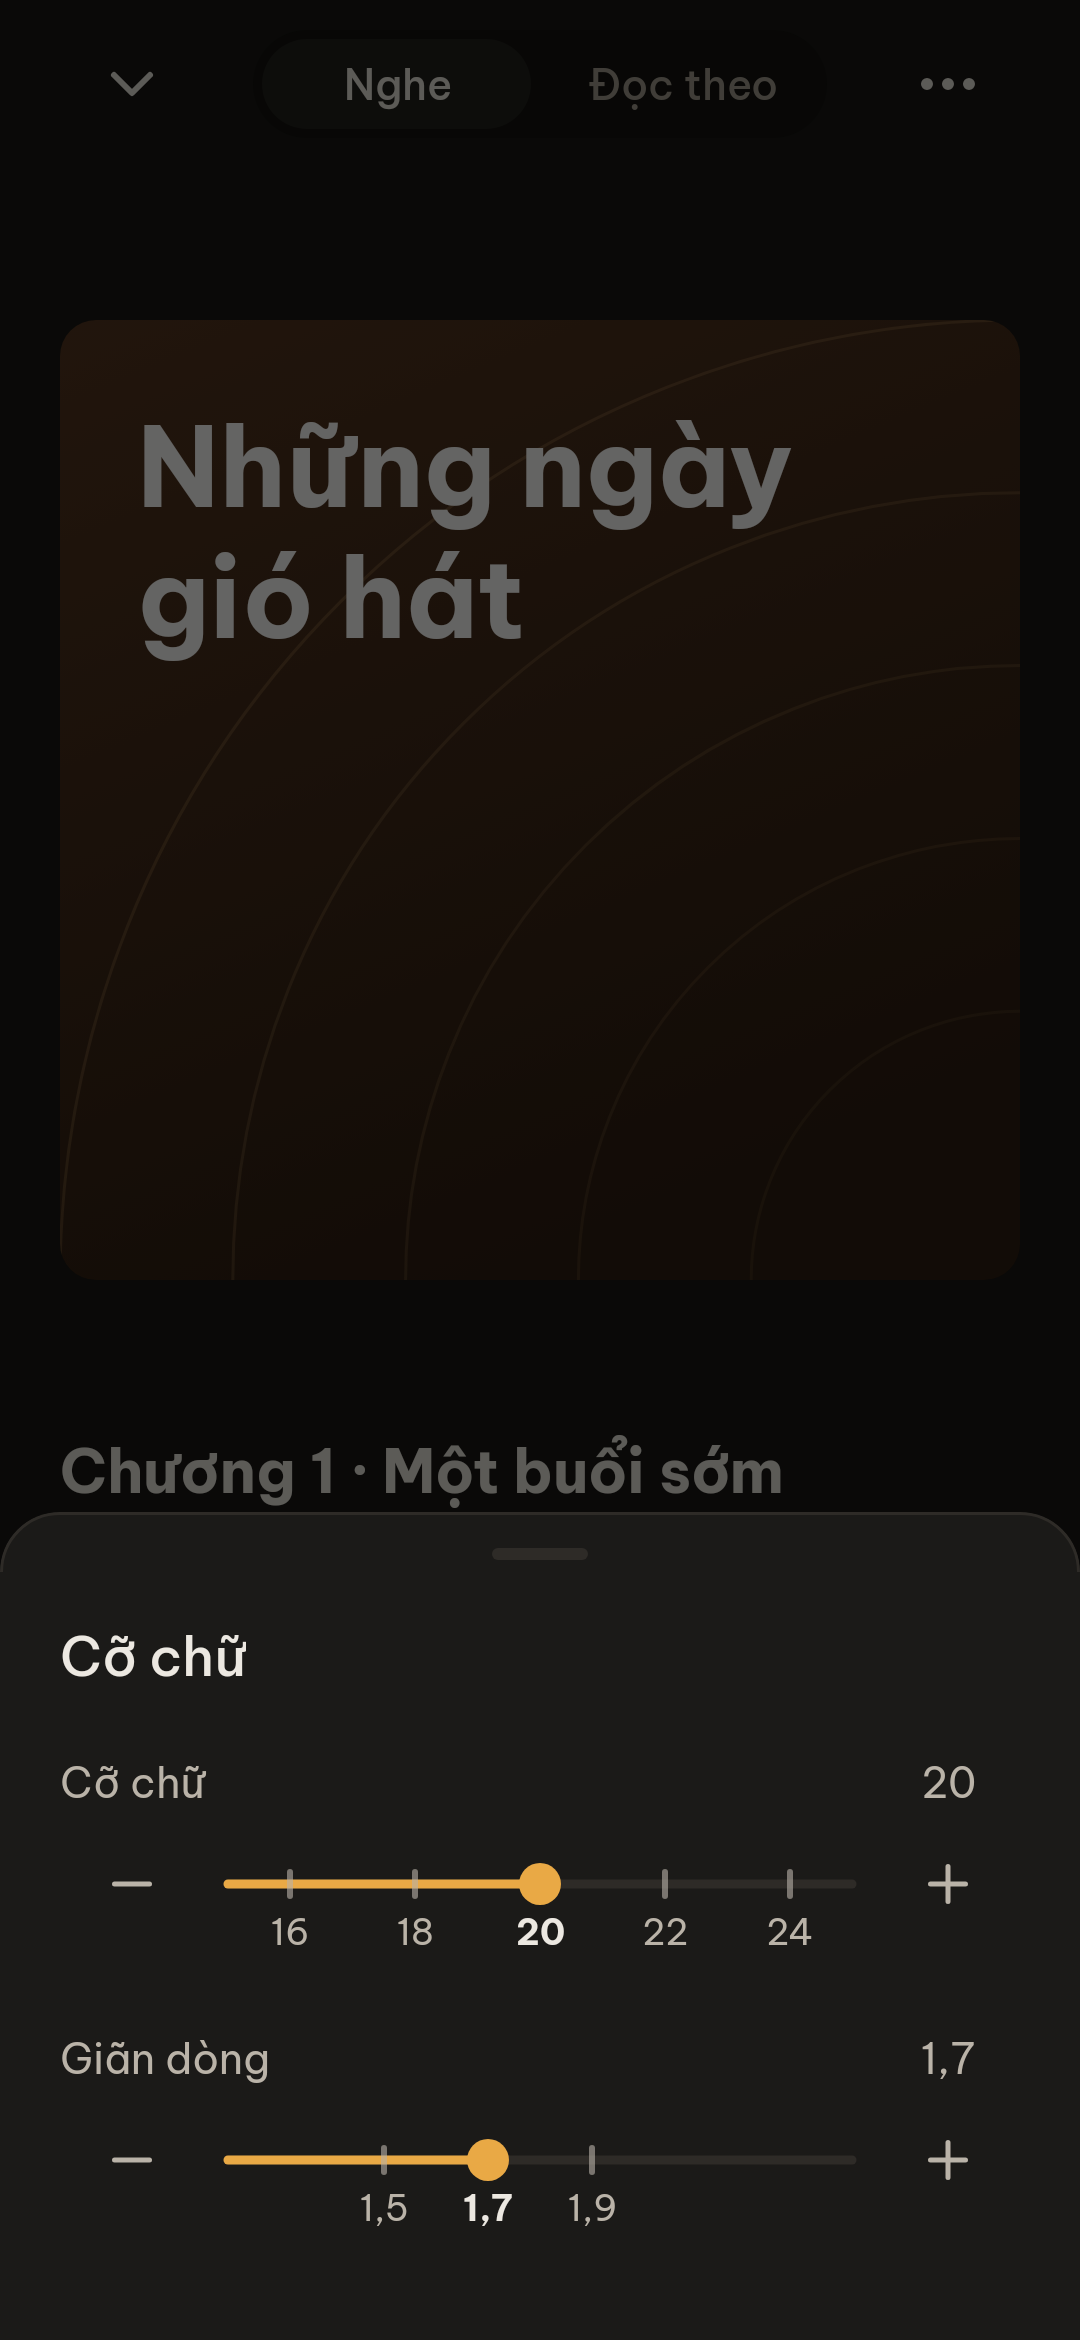 Nghe
Đọc theo
Những ngày
gió hát
Chương 1 · Một buổi sớm
Cỡ chữ
Cỡ chữ 20
16 18 20 22 24
Giãn dòng 1,7
1,5 1,7 1,9